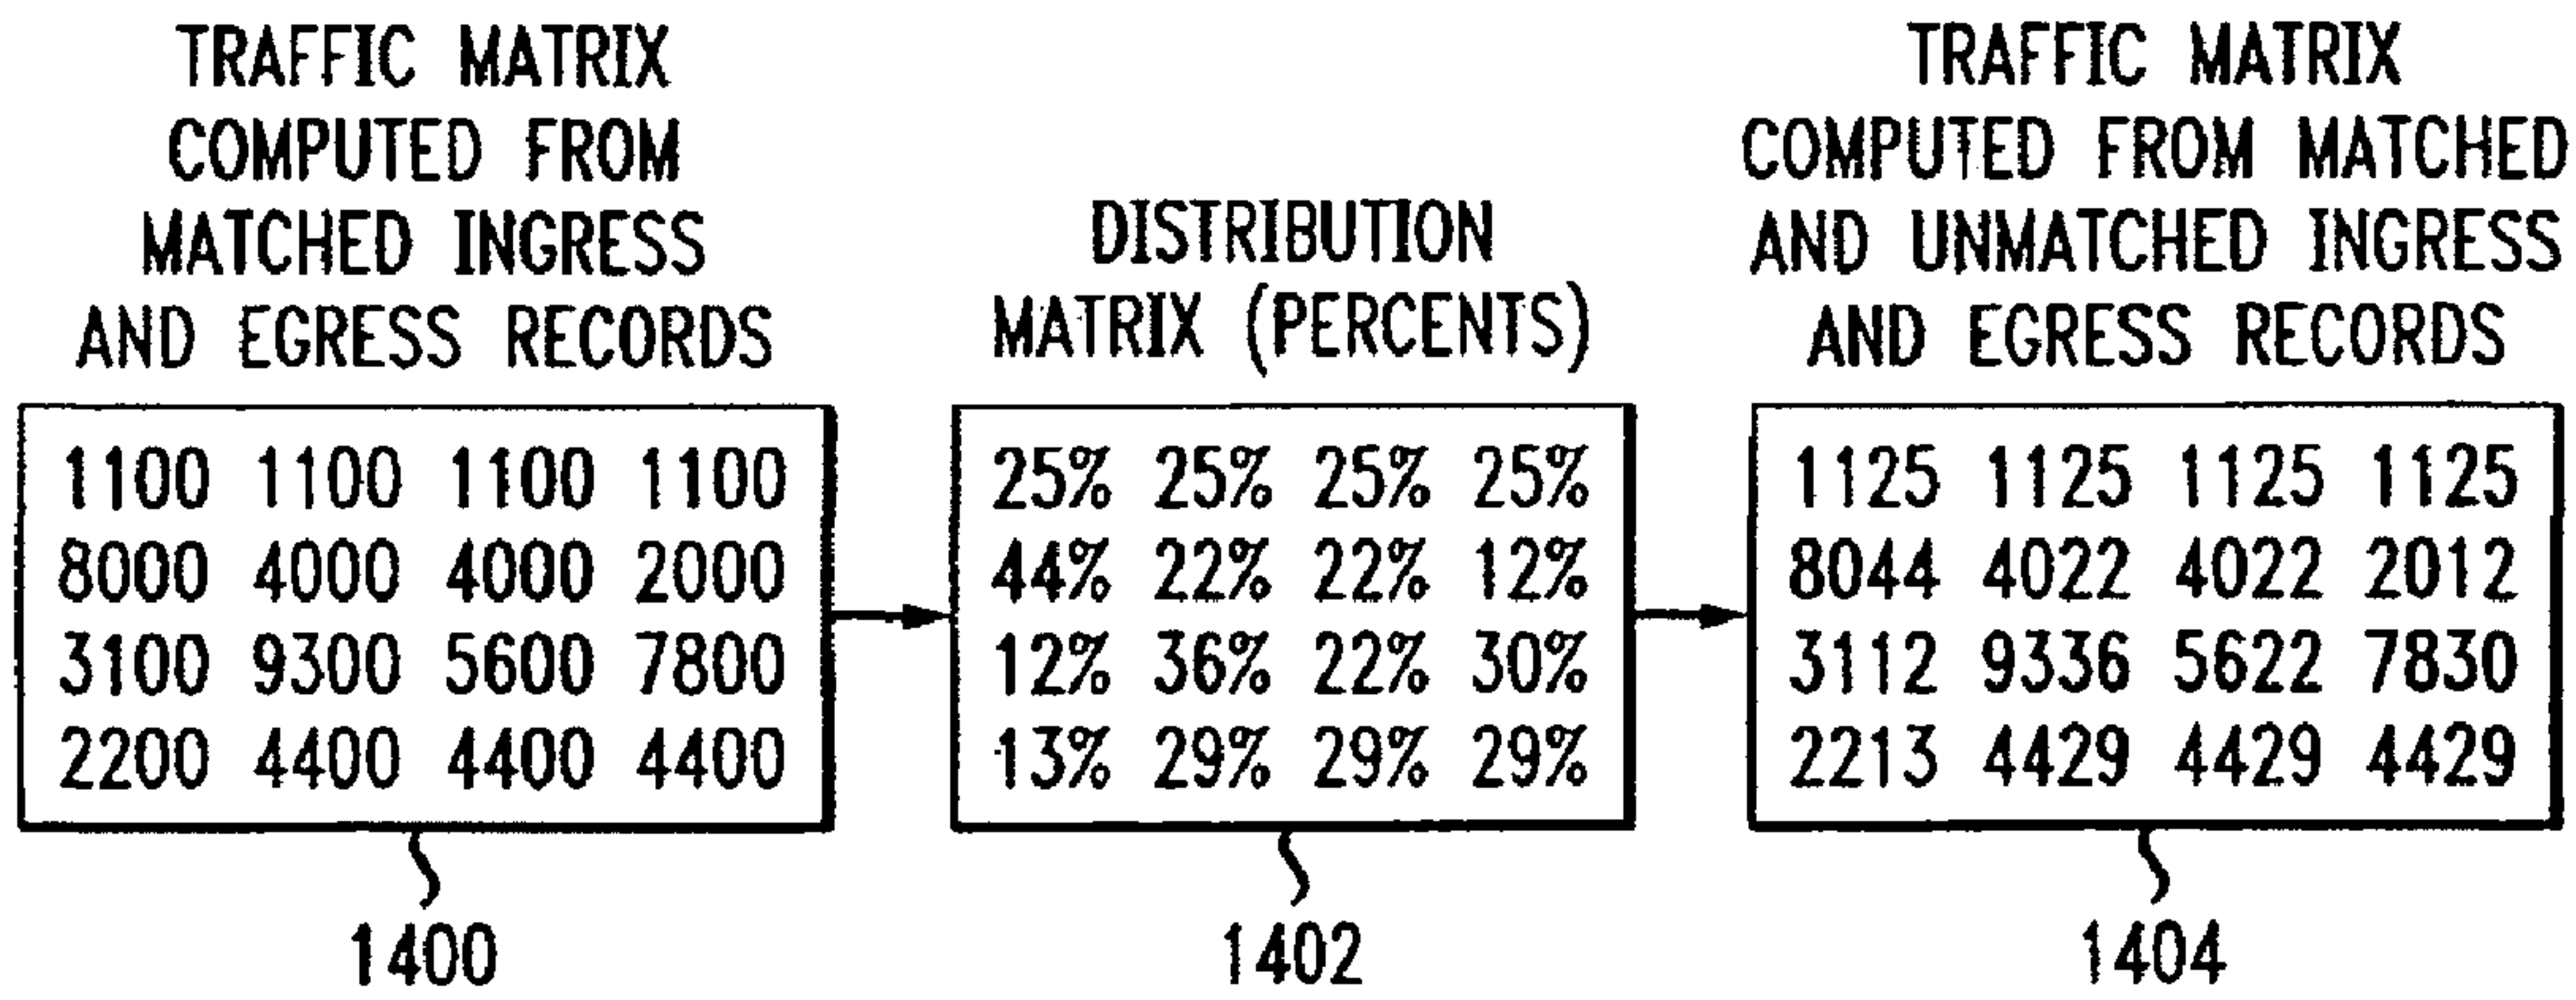 TRAFFIC MATRIX
COMPUTED FROM
MATCHED INGRESS
AND EGRESS RECORDS
1100 1100 1100 1100
8000 4000 4000 2000
3100 9300 5600 7800
2200 4400 4400 4400
1400
DISTRIBUTION
MATRIX (PERCENTS)
25% 25% 25% 25%
44% 22% 22% 12%
12% 36% 22% 30%
13% 29% 29% 29%
1402
TRAFFIC MATRIX
COMPUTED FROM MATCHED
AND UNMATCHED INGRESS
AND EGRESS RECORDS
1125 1125 1125 1125
8044 4022 4022 2012
3112 9336 5622 7830
2213 4429 4429 4429
1404